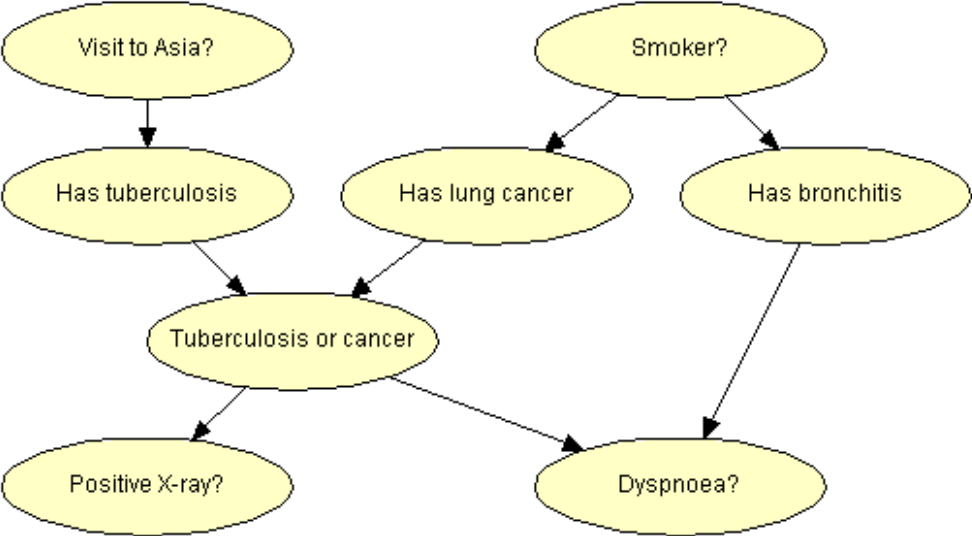 Visit to Asia?
Smoker?
Has tuberculosis
Has lung cancer
Has bronchitis
Tuberculosis or cancer
Positive X-ray?
Dyspnoea?